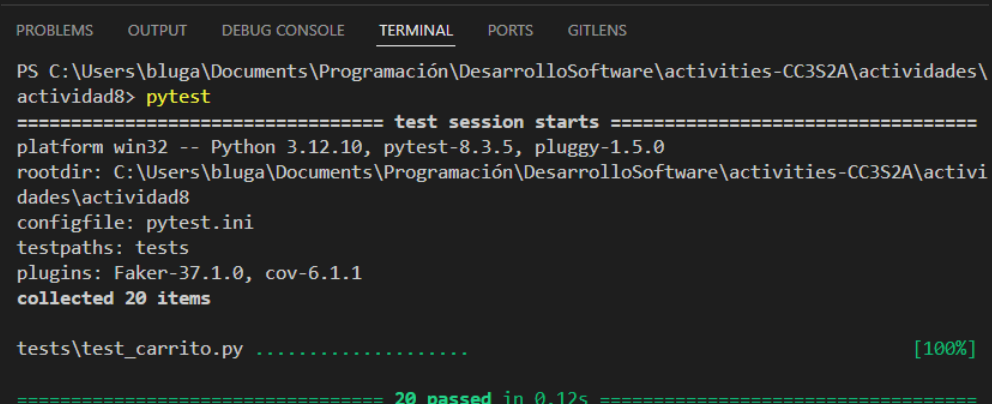 PROBLEMS OUTPUT DEBUG CONSOLE TERMINAL PORTS GITLENS
PS C:\Users\bluga\Documents\Programación\DesarrolloSoftware\activities-CC3S2A\actividades\
actividad8> pytest
================================== test session starts ==================================
platform win32 -- Python 3.12.10, pytest-8.3.5, pluggy-1.5.0
rootdir: C:\Users\bluga\Documents\Programación\DesarrolloSoftware\activities-CC3S2A\activi
dades\actividad8
configfile: pytest.ini
testpaths: tests
plugins: Faker-37.1.0, cov-6.1.1
collected 20 items
tests\test_carrito.py .................... [100%]
================================== 20 passed in 0.12s ===================================